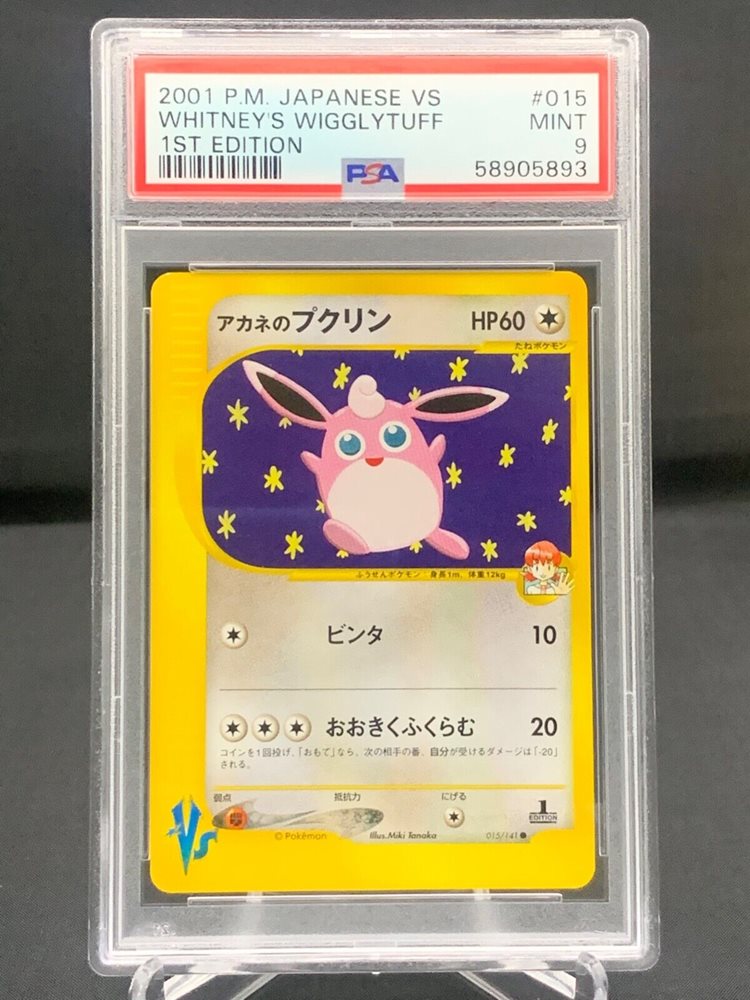 2001 P.M. JAPANESE VS #015
WHITNEY'S WIGGLYTUFF MINT
1ST EDITION 9
PSA 58905893
アカネのプクリン HP60
たねポケモン
ふうせんポケモン 身長1m、体重12kg
ビンタ 10
おおきくふくらむ 20
コインを1回投げ、「おもて」なら、次の相手の番、自分が受けるダメージは「-20」
される。
弱点 抵抗力 にげる
1 EDITION
VS
© Pokémon Illus.Miki Tanaka 015/141